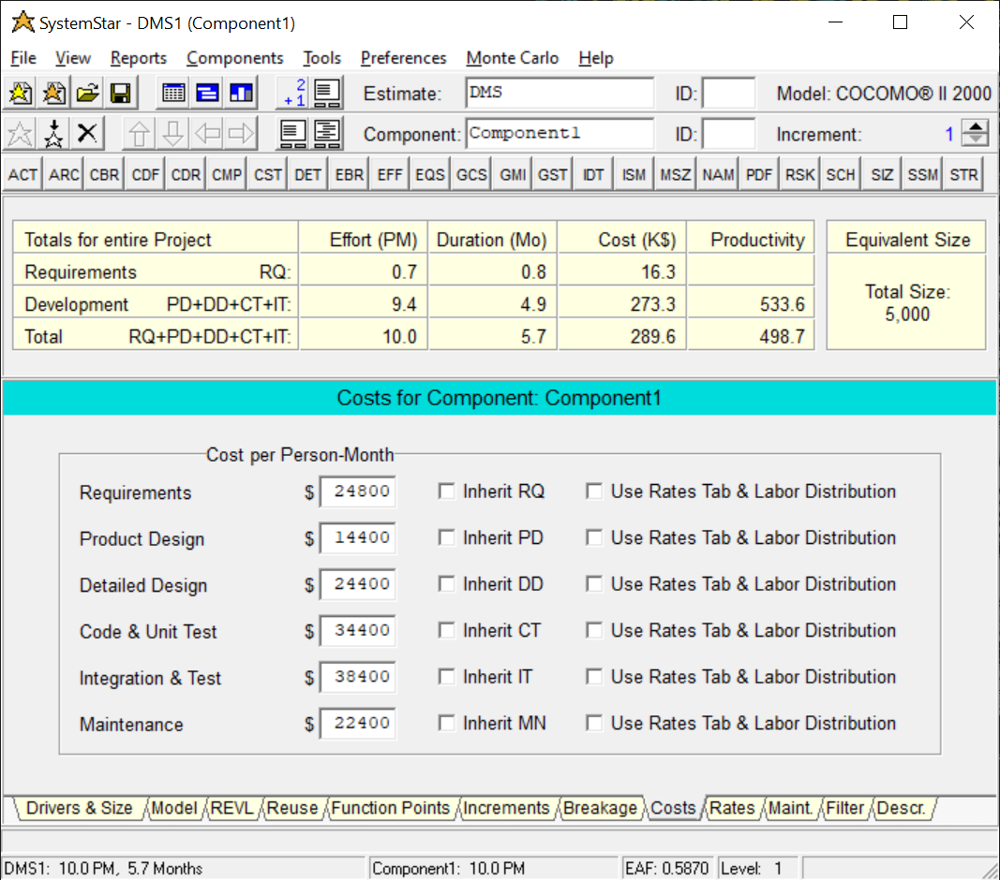 SystemStar - DMS1 (Component1)
File View Reports Components Tools Preferences Monte Carlo Help
2 +1 Estimate: DMS ID: Model: COCOMO® II 2000
Component: Component1 ID: Increment: 1
ACT ARC CBR CDF CDR CMP CST DET EBR EFF EQS GCS GMI GST IDT ISM MSZ NAM PDF RSK SCH SIZ SSM STR
Totals for entire Project Effort (PM) Duration (Mo) Cost (K$) Productivity Equivalent Size
Requirements RQ: 0.7 0.8 16.3
Development PD+DD+CT+IT: 9.4 4.9 273.3 533.6 Total Size:
5,000
Total RQ+PD+DD+CT+IT: 10.0 5.7 289.6 498.7
Costs for Component: Component1
Cost per Person-Month
Requirements $ 24800 Inherit RQ Use Rates Tab & Labor Distribution
Product Design $ 14400 Inherit PD Use Rates Tab & Labor Distribution
Detailed Design $ 24400 Inherit DD Use Rates Tab & Labor Distribution
Code & Unit Test $ 34400 Inherit CT Use Rates Tab & Labor Distribution
Integration & Test $ 38400 Inherit IT Use Rates Tab & Labor Distribution
Maintenance $ 22400 Inherit MN Use Rates Tab & Labor Distribution
Drivers & Size Model REVL Reuse Function Points Increments Breakage Costs Rates Maint. Filter Descr.
DMS1: 10.0 PM, 5.7 Months Component1: 10.0 PM EAF: 0.5870 Level: 1